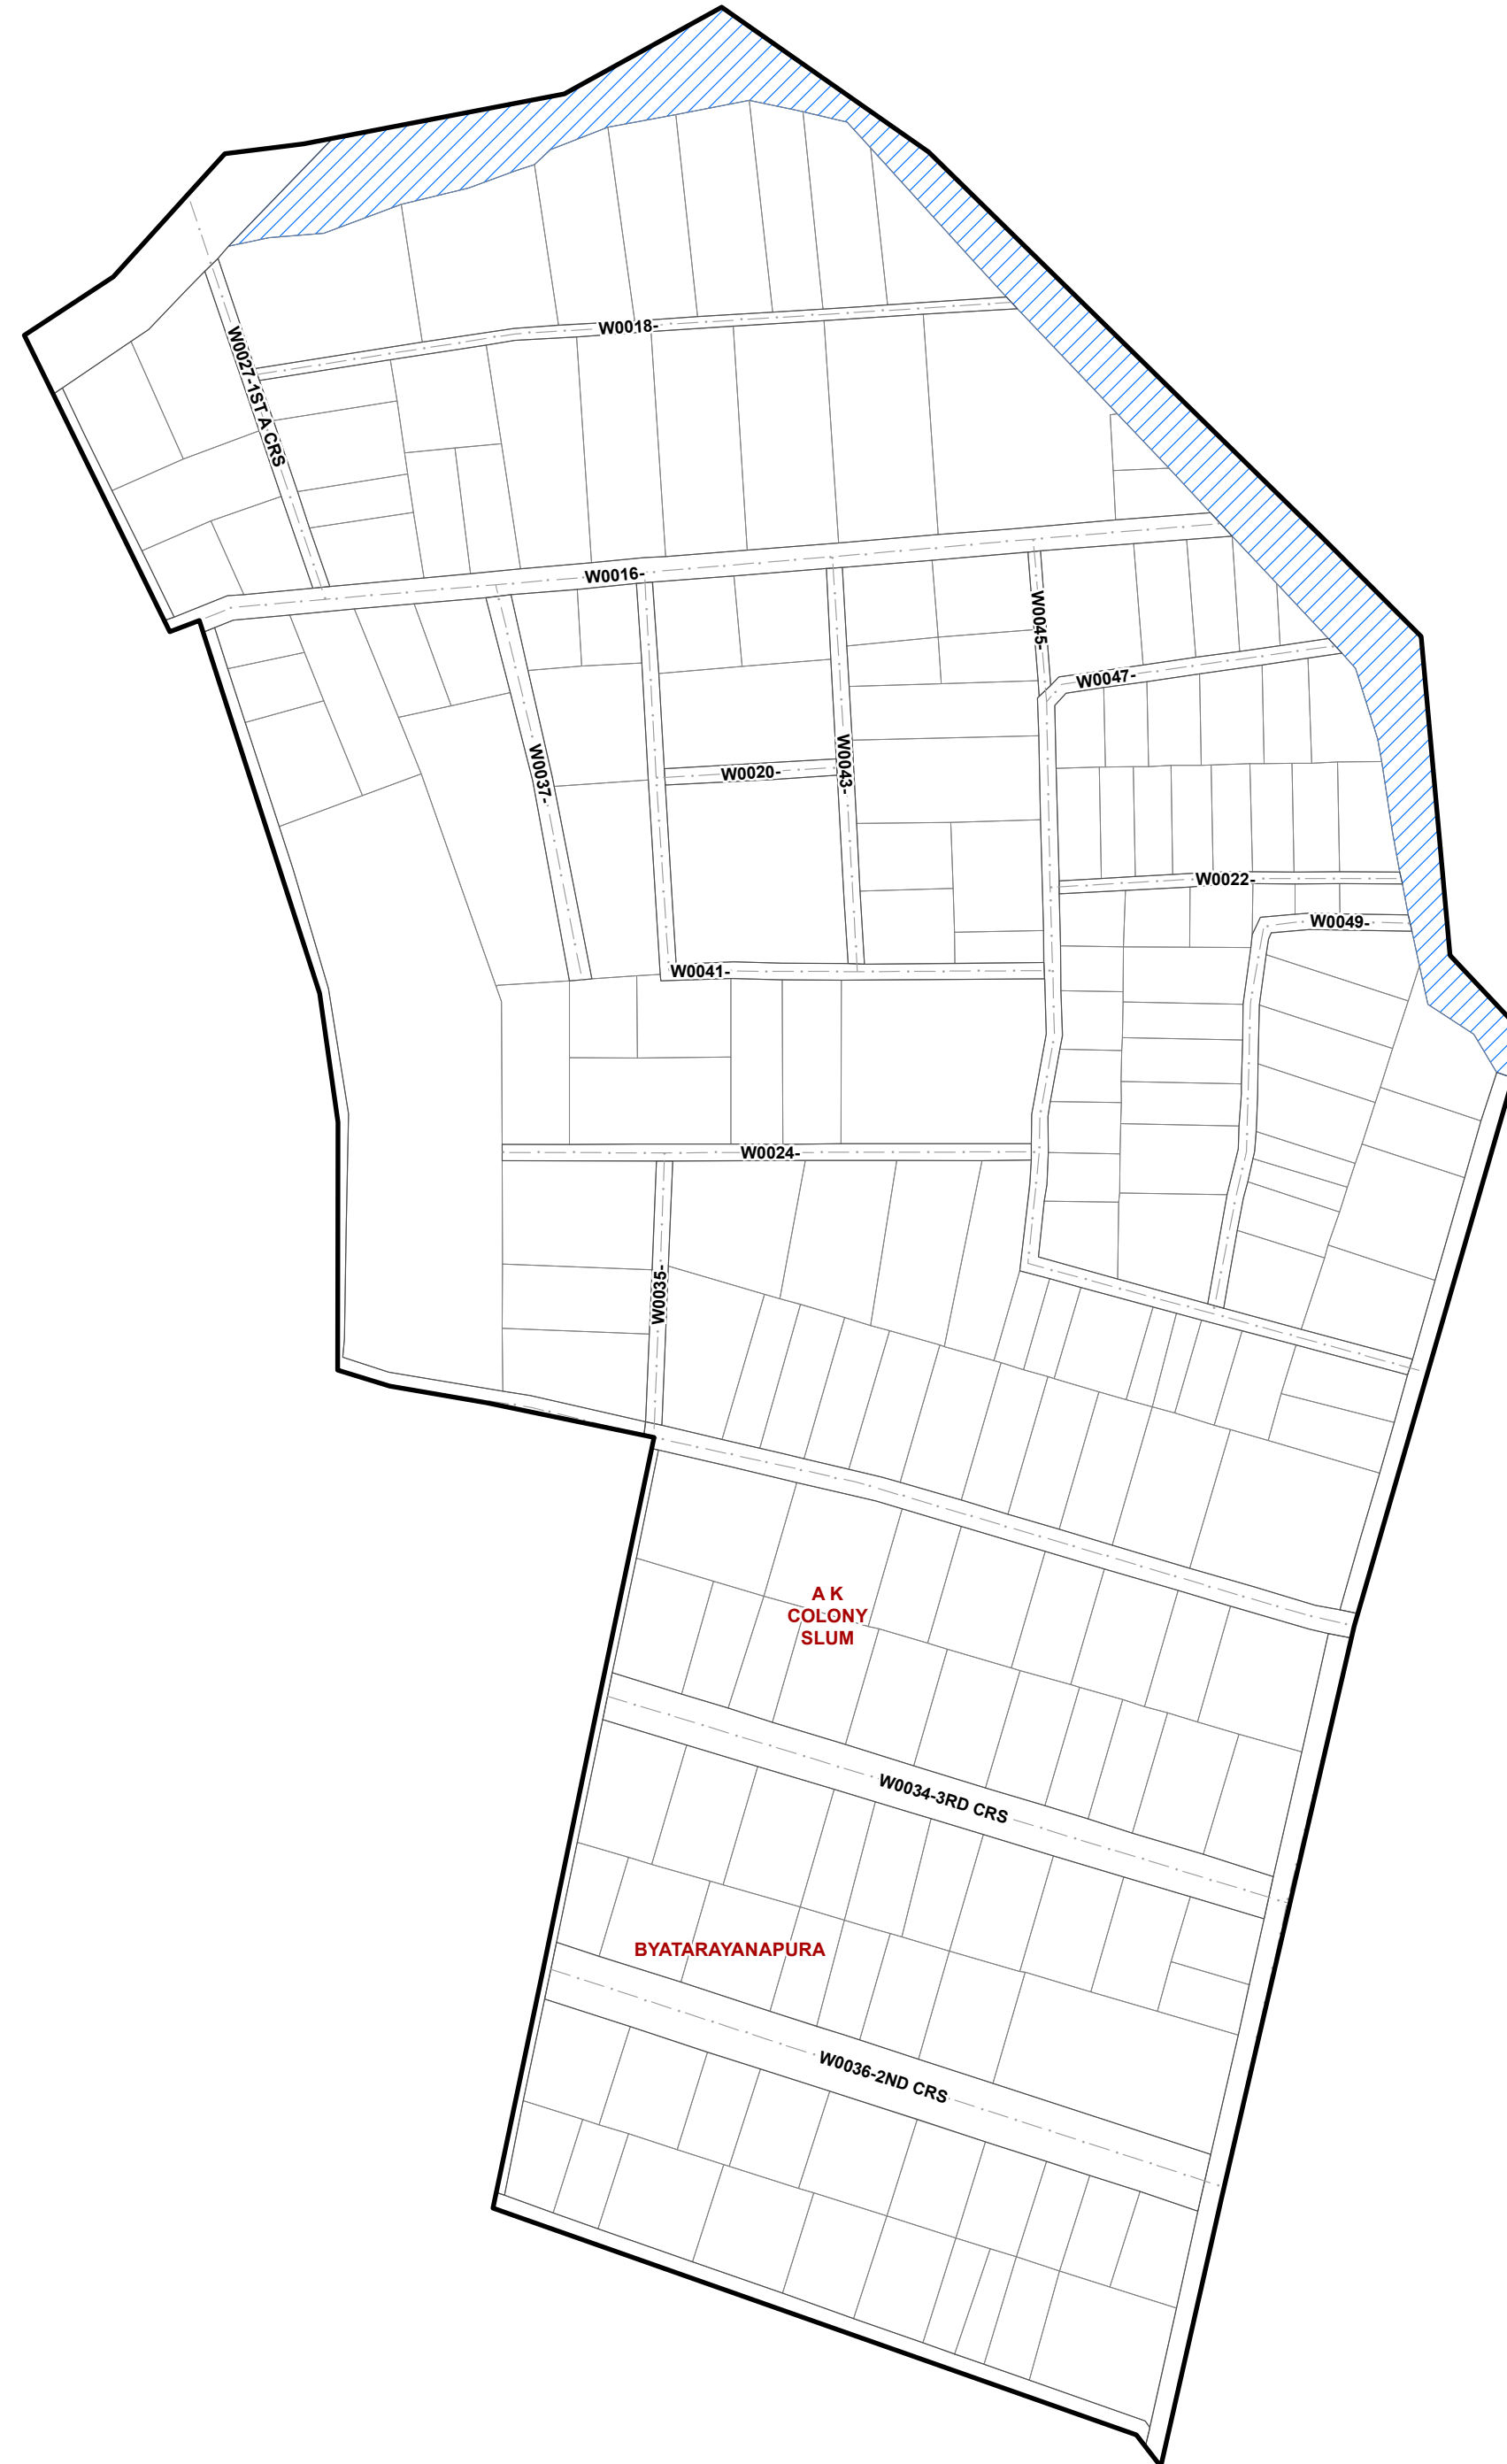 W0018-
W0027-1ST A CRS
W0016-
W0045-
W0047-
W0037-
W0020-
W0043-
W0022-
W0049-
W0041-
W0024-
W0035-
A K
COLONY
SLUM
W0034-3RD CRS
BYATARAYANAPURA
W0036-2ND CRS